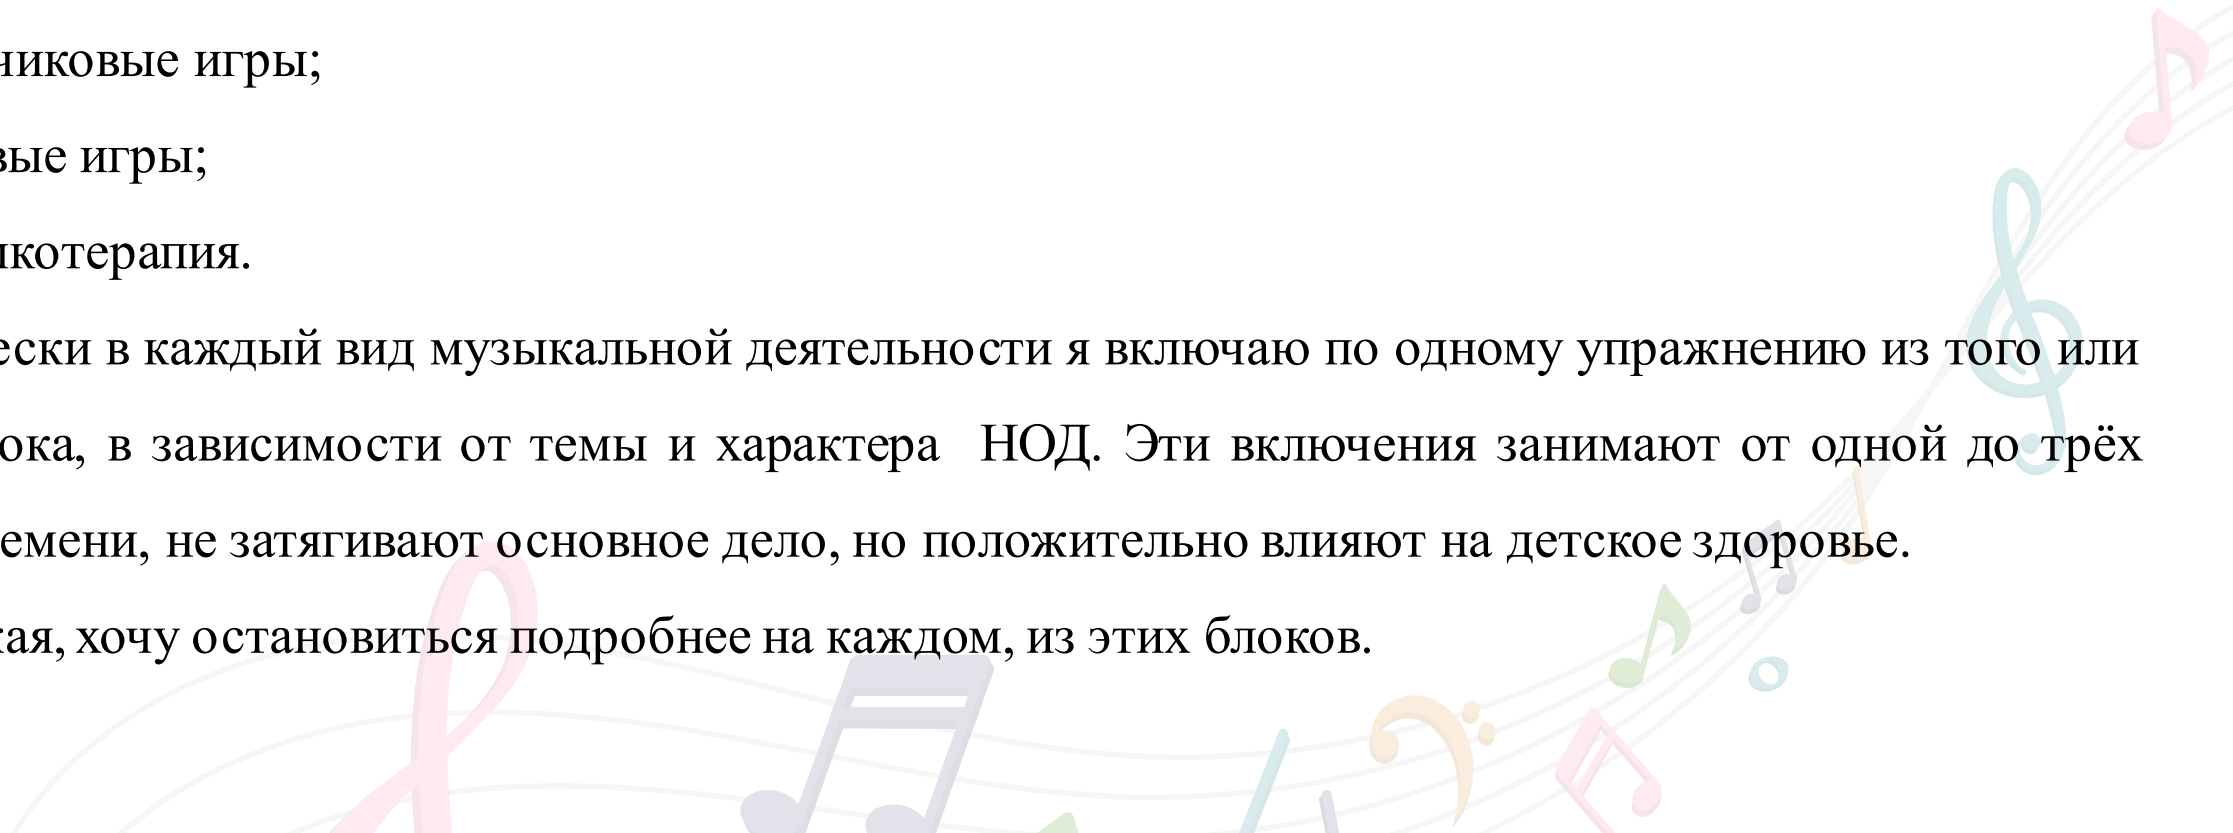 чиковые игры;
вые игры;
котерапия.
ески в каждый вид музыкальной деятельности я включаю по одному упражнению из того или
ока, в зависимости от темы и характера НОД. Эти включения занимают от одной до трёх
емени, не затягивают основное дело, но положительно влияют на детское здоровье.
кая, хочу остановиться подробнее на каждом, из этих блоков.